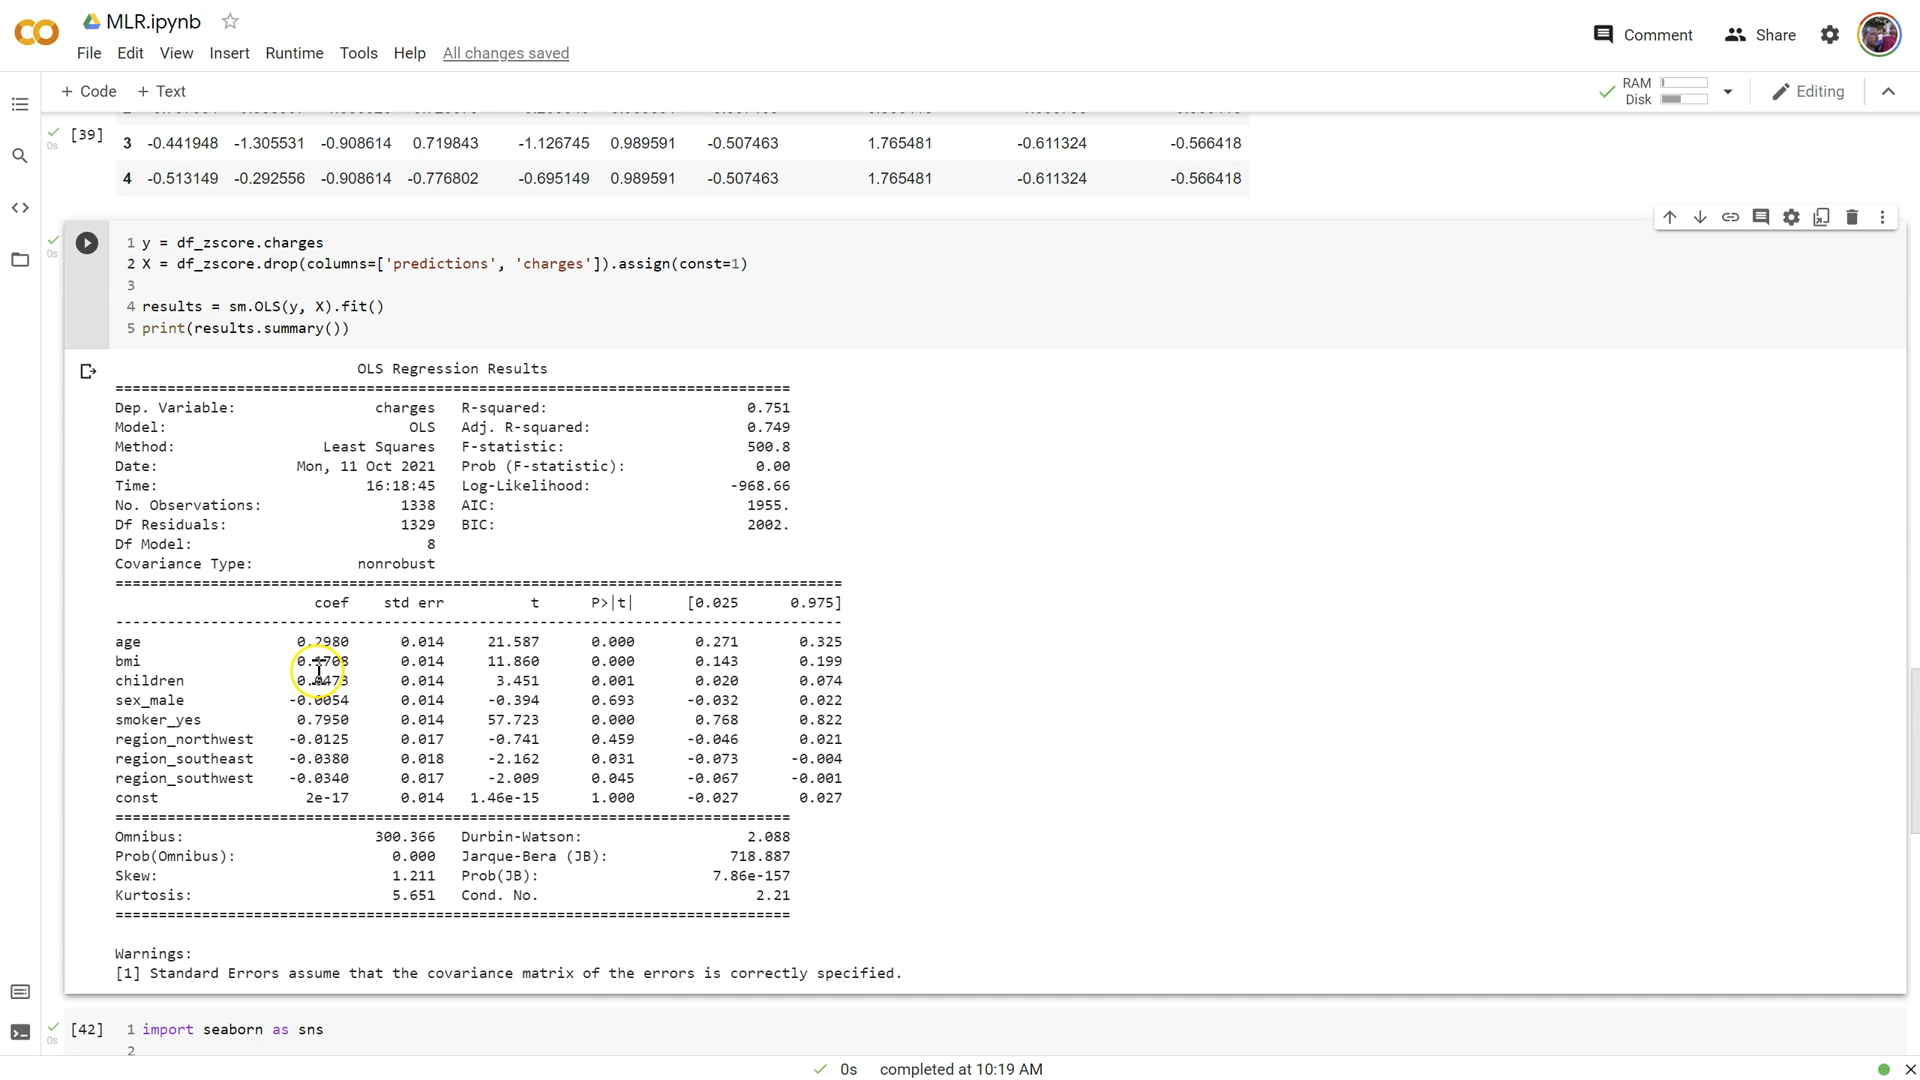 MLR.ipynb
File Edit View Insert Runtime Tools Help All changes saved
Comment Share
+ Code + Text
RAM
Disk
Editing
[39]
0s
3 -0.441948 -1.305531 -0.908614 0.719843 -1.126745 0.989591 -0.507463 1.765481 -0.611324 -0.566418
4 -0.513149 -0.292556 -0.908614 -0.776802 -0.695149 0.989591 -0.507463 1.765481 -0.611324 -0.566418
0s
1 y = df_zscore.charges
2 X = df_zscore.drop(columns=['predictions', 'charges']).assign(const=1)
3
4 results = sm.OLS(y, X).fit()
5 print(results.summary())
OLS Regression Results
==============================================================================
Dep. Variable: charges R-squared: 0.751
Model: OLS Adj. R-squared: 0.749
Method: Least Squares F-statistic: 500.8
Date: Mon, 11 Oct 2021 Prob (F-statistic): 0.00
Time: 16:18:45 Log-Likelihood: -968.66
No. Observations: 1338 AIC: 1955.
Df Residuals: 1329 BIC: 2002.
Df Model: 8
Covariance Type: nonrobust
====================================================================================
coef std err t P>|t| [0.025 0.975]
------------------------------------------------------------------------------------
age 0.2980 0.014 21.587 0.000 0.271 0.325
bmi 0.1708 0.014 11.860 0.000 0.143 0.199
children 0.0473 0.014 3.451 0.001 0.020 0.074
sex_male -0.0054 0.014 -0.394 0.693 -0.032 0.022
smoker_yes 0.7950 0.014 57.723 0.000 0.768 0.822
region_northwest -0.0125 0.017 -0.741 0.459 -0.046 0.021
region_southeast -0.0380 0.018 -2.162 0.031 -0.073 -0.004
region_southwest -0.0340 0.017 -2.009 0.045 -0.067 -0.001
const 2e-17 0.014 1.46e-15 1.000 -0.027 0.027
==============================================================================
Omnibus: 300.366 Durbin-Watson: 2.088
Prob(Omnibus): 0.000 Jarque-Bera (JB): 718.887
Skew: 1.211 Prob(JB): 7.86e-157
Kurtosis: 5.651 Cond. No. 2.21
==============================================================================
Warnings:
[1] Standard Errors assume that the covariance matrix of the errors is correctly specified.
[42] 1 import seaborn as sns
0s
2
0s completed at 10:19 AM